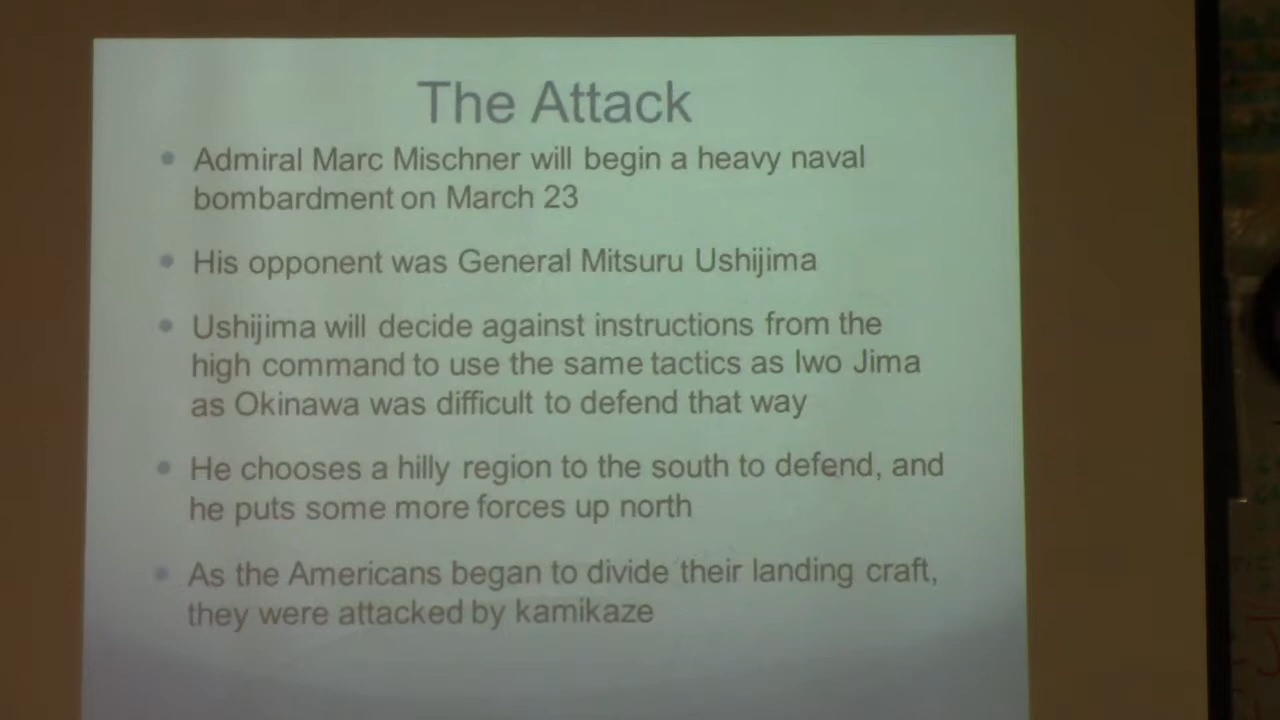 The Attack
Admiral Marc Mischner will begin a heavy naval
bombardment on March 23
His opponent was General Mitsuru Ushijima
Ushijima will decide against instructions from the
high command to use the same tactics as Iwo Jima
as Okinawa was difficult to defend that way
He chooses a hilly region to the south to defend, and
he puts some more forces up north
As the Americans began to divide their landing craft,
they were attacked by kamikaze